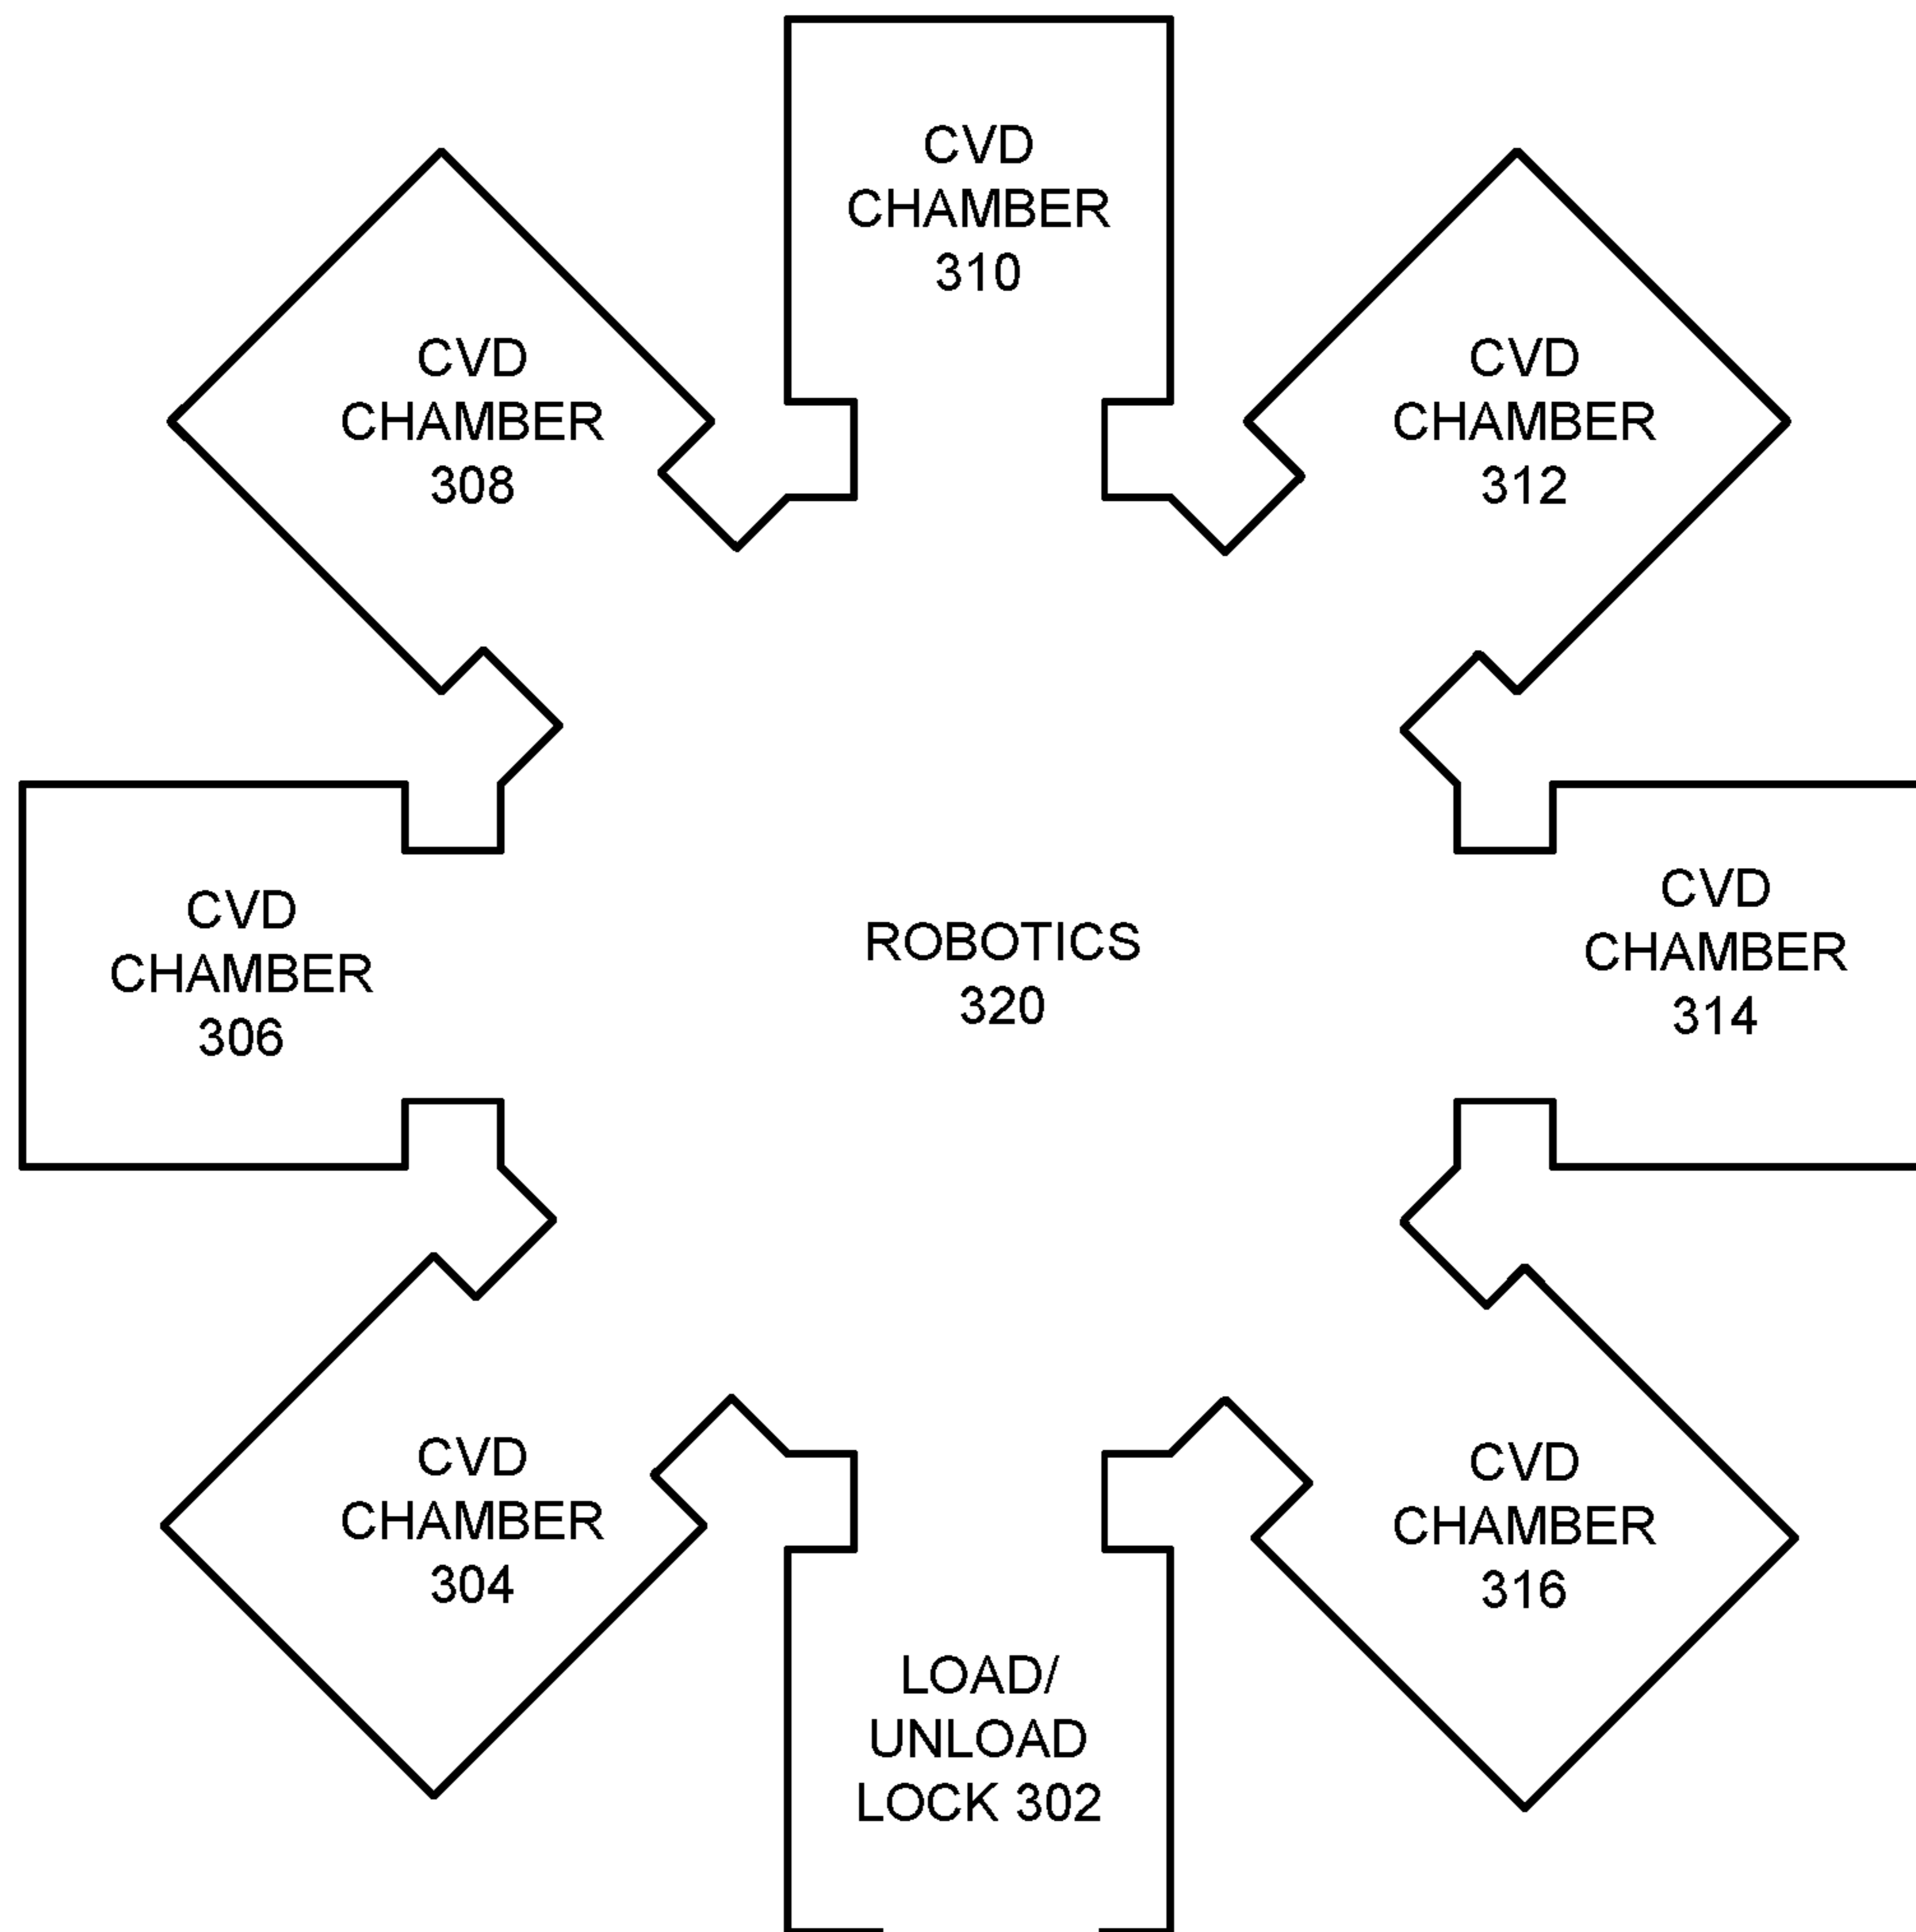 CVD
CHAMBER
310
CVD
CHAMBER
308
CVD
CHAMBER
312
CVD
CHAMBER
306
ROBOTICS
320
CVD
CHAMBER
314
CVD
CHAMBER
304
CVD
CHAMBER
316
LOAD/
UNLOAD
LOCK 302